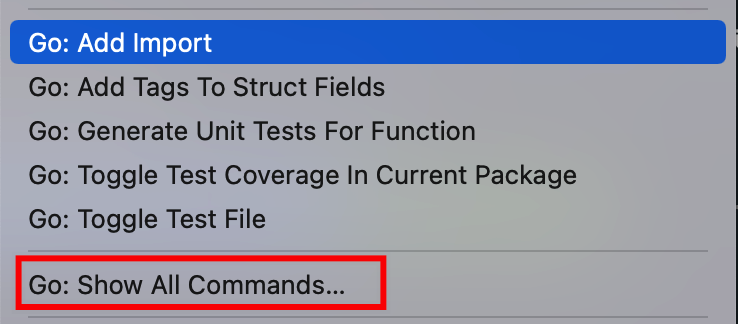 Go: Add Import
Go: Add Tags To Struct Fields
Go: Generate Unit Tests For Function
Go: Toggle Test Coverage In Current Package
Go: Toggle Test File
Go: Show All Commands...